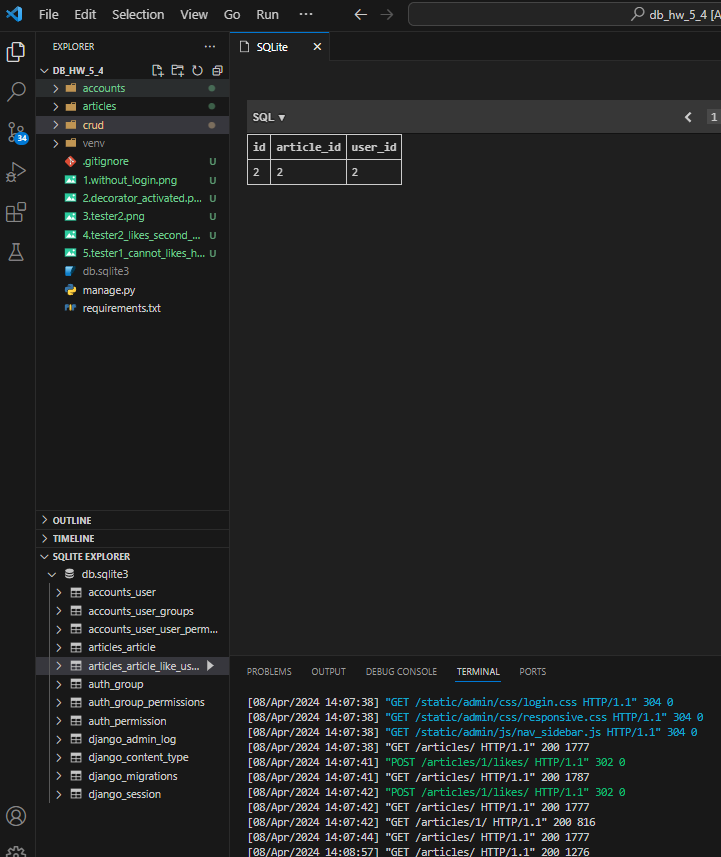 File Edit Selection View Go Run ··· db_hw_5_4 [A
EXPLORER ···
SQLite
DB_HW_5_4
accounts
articles
crud
venv
.gitignore U
1.without_login.png U
2.decorator_activated.p... U
3.tester2.png U
4.tester2_likes_second_... U
5.tester1_cannot_likes_h... U
db.sqlite3
manage.py
requirements.txt
34
SQL ▾ 1
id article_id user_id
2 2 2
OUTLINE
TIMELINE
SQLITE EXPLORER
db.sqlite3
accounts_user
accounts_user_groups
accounts_user_user_perm...
articles_article
articles_article_like_us...
auth_group
auth_group_permissions
auth_permission
django_admin_log
django_content_type
django_migrations
django_session
PROBLEMS OUTPUT DEBUG CONSOLE TERMINAL PORTS
[08/Apr/2024 14:07:38] "GET /static/admin/css/login.css HTTP/1.1" 304 0
[08/Apr/2024 14:07:38] "GET /static/admin/css/responsive.css HTTP/1.1" 304 0
[08/Apr/2024 14:07:38] "GET /static/admin/js/nav_sidebar.js HTTP/1.1" 304 0
[08/Apr/2024 14:07:38] "GET /articles/ HTTP/1.1" 200 1777
[08/Apr/2024 14:07:41] "POST /articles/1/likes/ HTTP/1.1" 302 0
[08/Apr/2024 14:07:41] "GET /articles/ HTTP/1.1" 200 1787
[08/Apr/2024 14:07:42] "POST /articles/1/likes/ HTTP/1.1" 302 0
[08/Apr/2024 14:07:42] "GET /articles/ HTTP/1.1" 200 1777
[08/Apr/2024 14:07:42] "GET /articles/1/ HTTP/1.1" 200 816
[08/Apr/2024 14:07:44] "GET /articles/ HTTP/1.1" 200 1777
[08/Apr/2024 14:08:57] "GET /articles/ HTTP/1.1" 200 1276